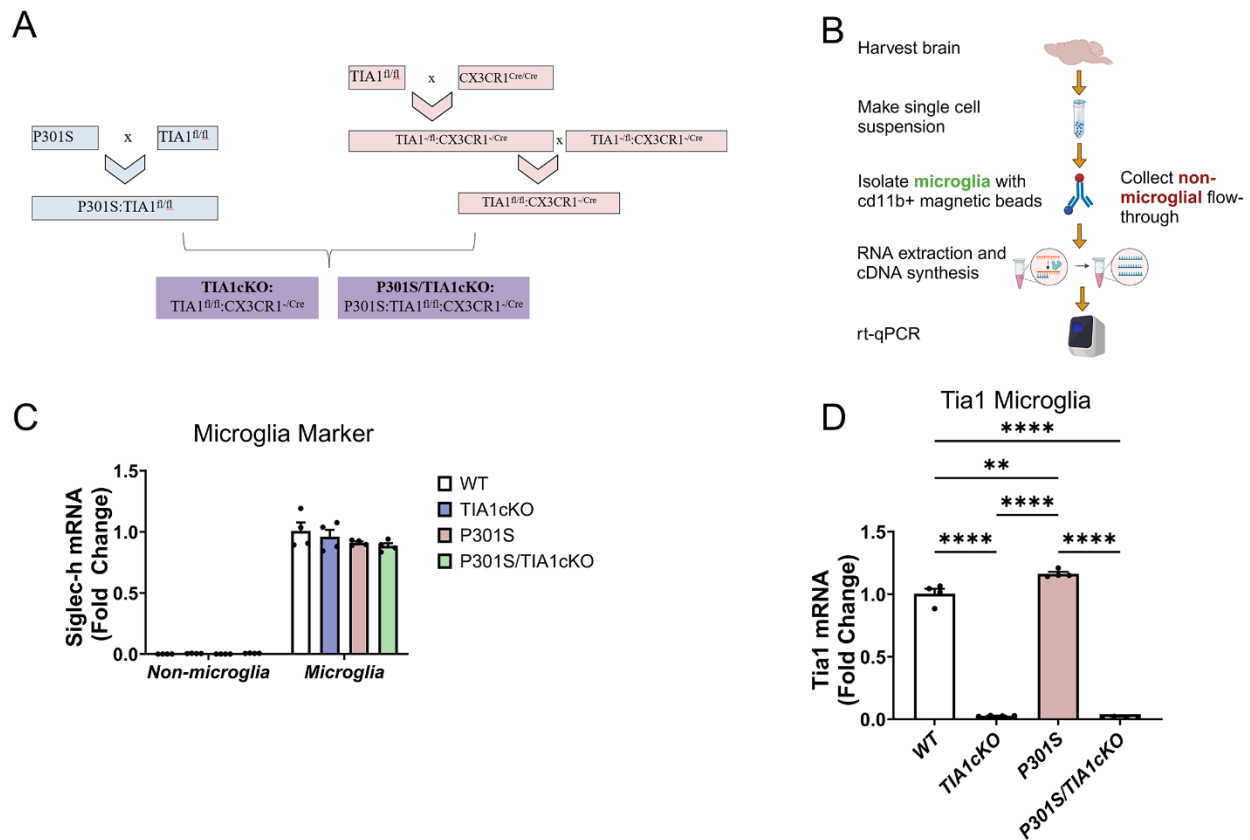 A
TIA1fl/fl
x
CX3CR1Cre/Cre
P301S
x
TIA1fl/fl
TIA1-/fl:CX3CR1-/Cre
x
TIA1-/fl:CX3CR1-/Cre
P301S:TIA1fl/fl
TIA1fl/fl:CX3CR1-/Cre
TIA1cKO:
TIA1fl/fl:CX3CR1-/Cre
P301S/TIA1cKO:
P301S:TIA1fl/fl:CX3CR1-/Cre
B
Harvest brain
Make single cell
suspension
Isolate microglia with
cd11b+ magnetic beads
Collect non-
microglial flow-
through
RNA extraction and
cDNA synthesis
rt-qPCR
C
Microglia Marker
Siglec-h mRNA
(Fold Change)
1.5
1.0
0.5
0.0
Non-microglia
Microglia
WT
TIA1cKO
P301S
P301S/TIA1cKO
D
Tia1 Microglia
****
**
****
****
****
Tia1 mRNA
(Fold Change)
1.5
1.0
0.5
0.0
WT
TIA1cKO
P301S
P301S/TIA1cKO